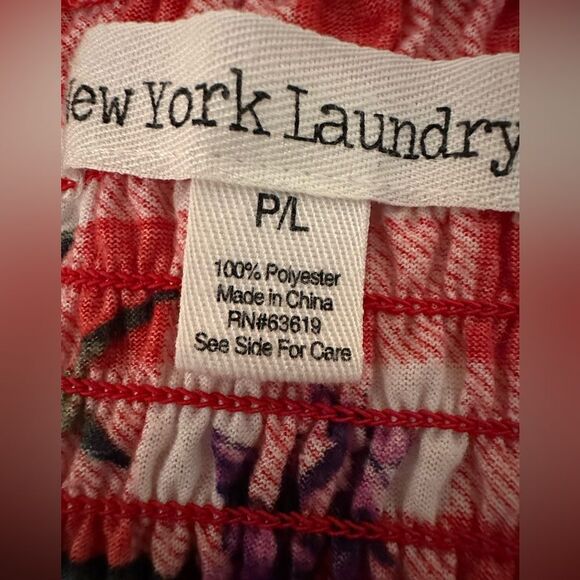 New York Laundry
P/L
100% Polyester
Made in China
RN#63619
See Side For Care